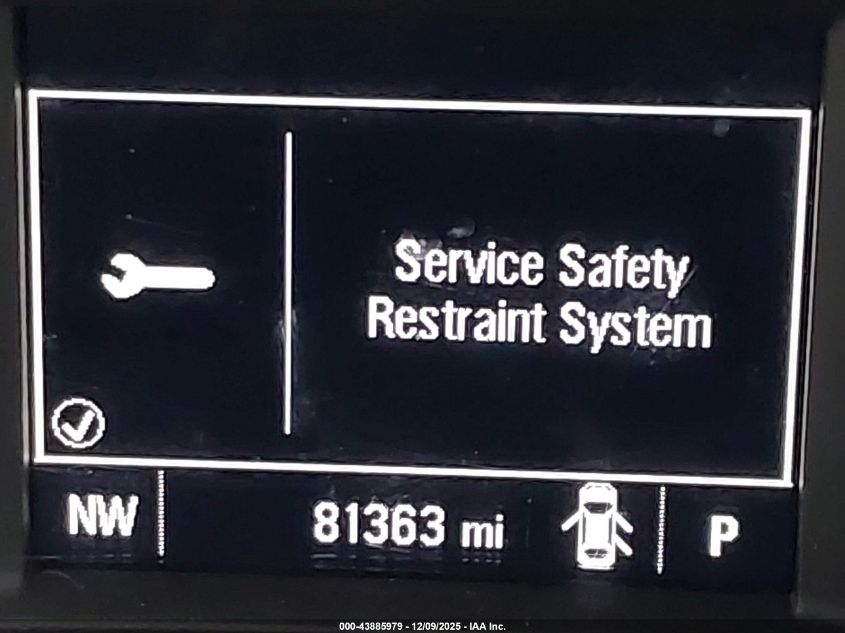 Service Safety
Restraint System
NW
81363 mi
P
000-43885979 - 12/09/2025 - IAA Inc.